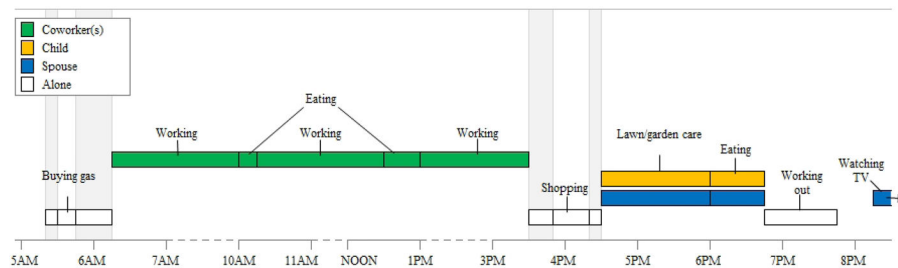 Coworker(s)
Child
Spouse
Alone
Eating
Working Working Working
Lawn/garden care
Eating
Watching
TV
Buying gas
Shopping
Working
out
5AM 6AM 7AM 10AM 11AM NOON 1PM 3PM 4PM 5PM 6PM 7PM 8PM